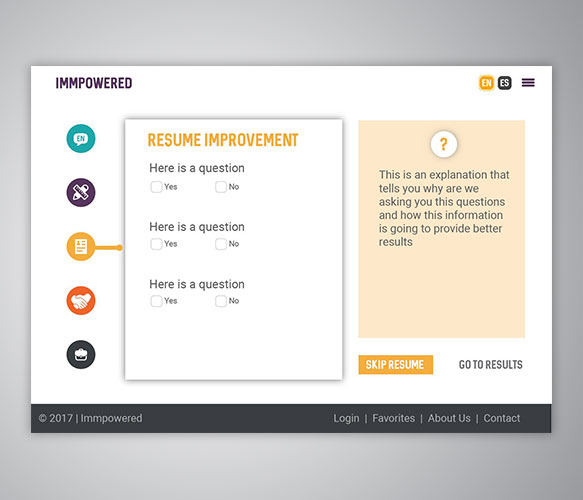 IMMPOWERED
EN ES
EN
RESUME IMPROVEMENT
Here is a question
Yes No
Here is a question
Yes No
Here is a question
Yes No
?
This is an explanation that
tells you why are we
asking you this questions
and how this information
is going to provide better
results
SKIP RESUME GO TO RESULTS
© 2017 | Immpowered Login | Favorites | About Us | Contact